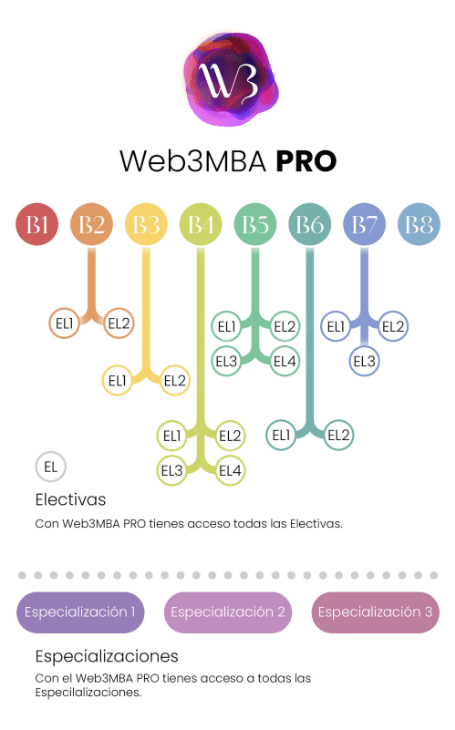 W3
Web3MBA PRO
B1 B2 B3 B4 B5 B6 B7 B8
EL1 EL2 EL1 EL2 EL1 EL2
EL3 EL4 EL3
EL1 EL2
EL1 EL2 EL1 EL2
EL3 EL4
EL
Electivas
Con Web3MBA PRO tienes acceso todas las Electivas.
Especialización 1 Especialización 2 Especialización 3
Especializaciones
Con el Web3MBA PRO tienes acceso a todas las
Especilalizaciones.